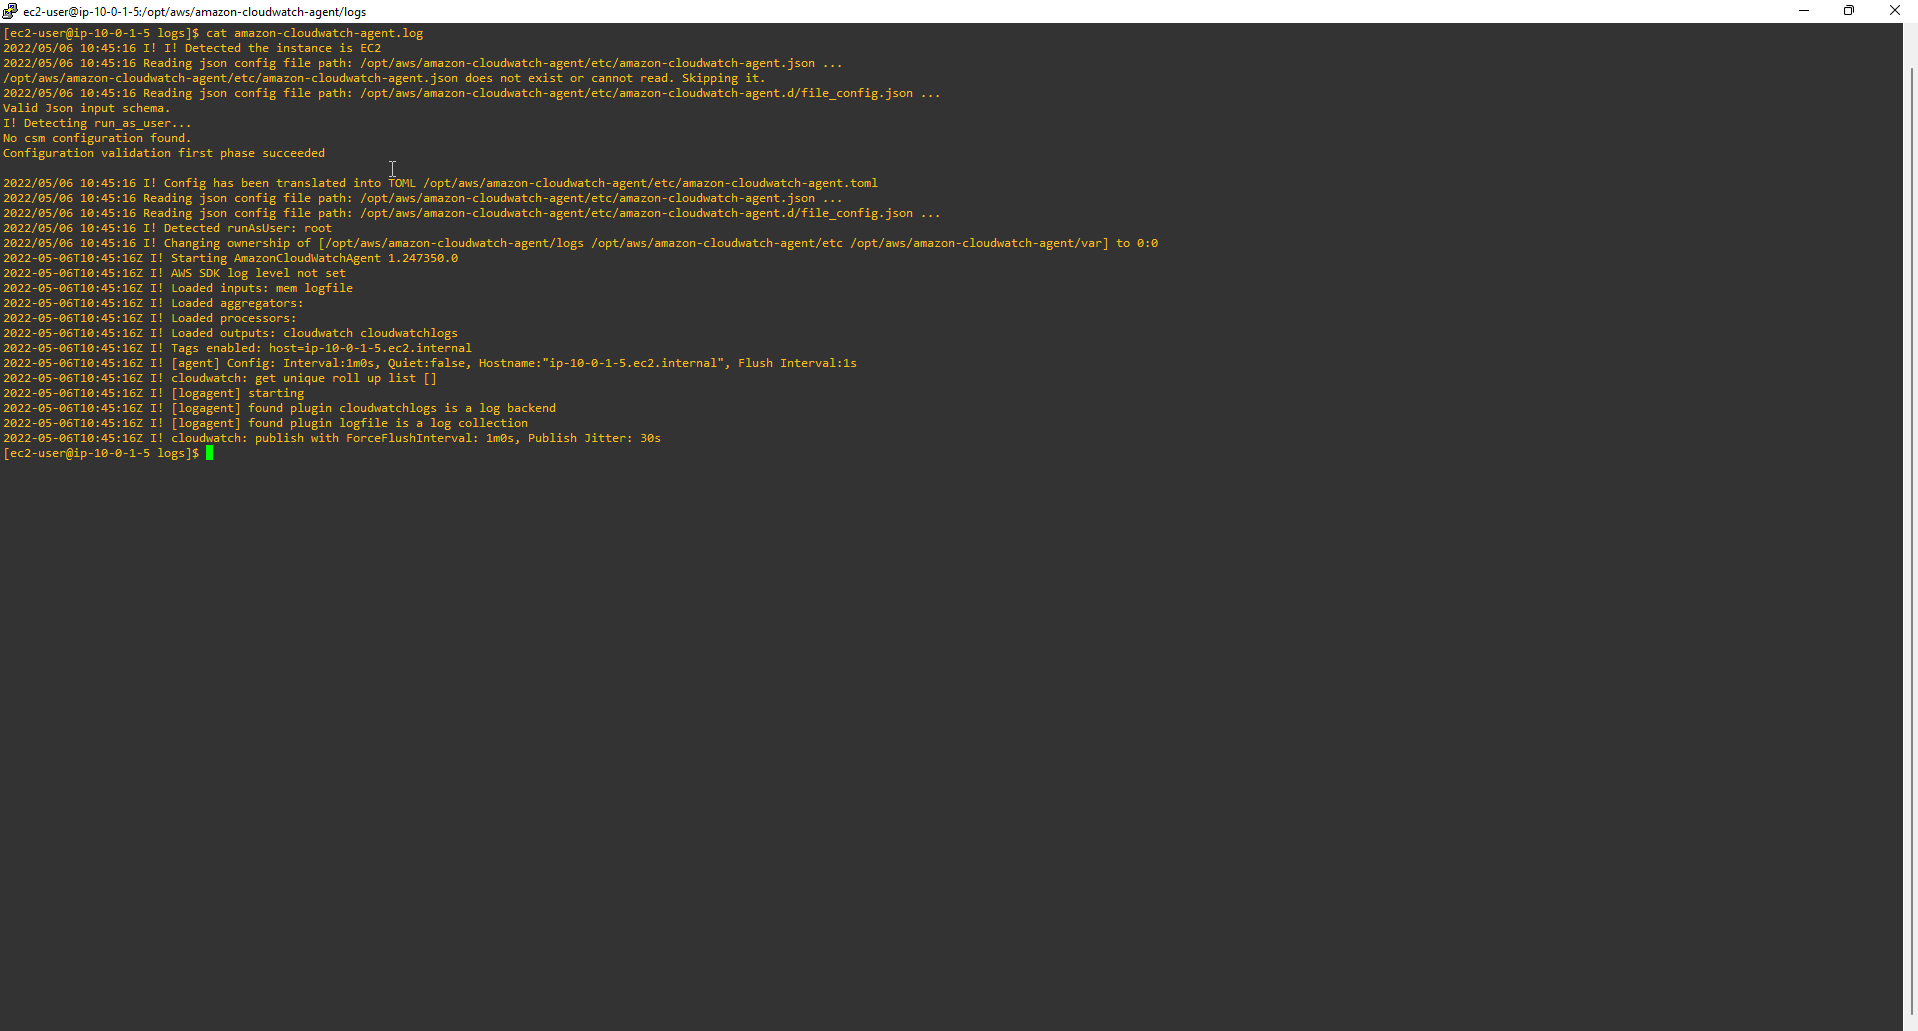 ec2-user@ip-10-0-1-5:/opt/aws/amazon-cloudwatch-agent/logs
[ec2-user@ip-10-0-1-5 logs]$ cat amazon-cloudwatch-agent.log
2022/05/06 10:45:16 I! I! Detected the instance is EC2
2022/05/06 10:45:16 Reading json config file path: /opt/aws/amazon-cloudwatch-agent/etc/amazon-cloudwatch-agent.json ...
/opt/aws/amazon-cloudwatch-agent/etc/amazon-cloudwatch-agent.json does not exist or cannot read. Skipping it.
2022/05/06 10:45:16 Reading json config file path: /opt/aws/amazon-cloudwatch-agent/etc/amazon-cloudwatch-agent.d/file_config.json ...
Valid Json input schema.
I! Detecting run_as_user...
No csm configuration found.
Configuration validation first phase succeeded
2022/05/06 10:45:16 I! Config has been translated into TOML /opt/aws/amazon-cloudwatch-agent/etc/amazon-cloudwatch-agent.toml
2022/05/06 10:45:16 Reading json config file path: /opt/aws/amazon-cloudwatch-agent/etc/amazon-cloudwatch-agent.json ...
2022/05/06 10:45:16 Reading json config file path: /opt/aws/amazon-cloudwatch-agent/etc/amazon-cloudwatch-agent.d/file_config.json ...
2022/05/06 10:45:16 I! Detected runAsUser: root
2022/05/06 10:45:16 I! Changing ownership of [/opt/aws/amazon-cloudwatch-agent/logs /opt/aws/amazon-cloudwatch-agent/etc /opt/aws/amazon-cloudwatch-agent/var] to 0:0
2022-05-06T10:45:16Z I! Starting AmazonCloudWatchAgent 1.247350.0
2022-05-06T10:45:16Z I! AWS SDK log level not set
2022-05-06T10:45:16Z I! Loaded inputs: mem logfile
2022-05-06T10:45:16Z I! Loaded aggregators:
2022-05-06T10:45:16Z I! Loaded processors:
2022-05-06T10:45:16Z I! Loaded outputs: cloudwatch cloudwatchlogs
2022-05-06T10:45:16Z I! Tags enabled: host=ip-10-0-1-5.ec2.internal
2022-05-06T10:45:16Z I! [agent] Config: Interval:1m0s, Quiet:false, Hostname:"ip-10-0-1-5.ec2.internal", Flush Interval:1s
2022-05-06T10:45:16Z I! cloudwatch: get unique roll up list []
2022-05-06T10:45:16Z I! [logagent] starting
2022-05-06T10:45:16Z I! [logagent] found plugin cloudwatchlogs is a log backend
2022-05-06T10:45:16Z I! [logagent] found plugin logfile is a log collection
2022-05-06T10:45:16Z I! cloudwatch: publish with ForceFlushInterval: 1m0s, Publish Jitter: 30s
[ec2-user@ip-10-0-1-5 logs]$